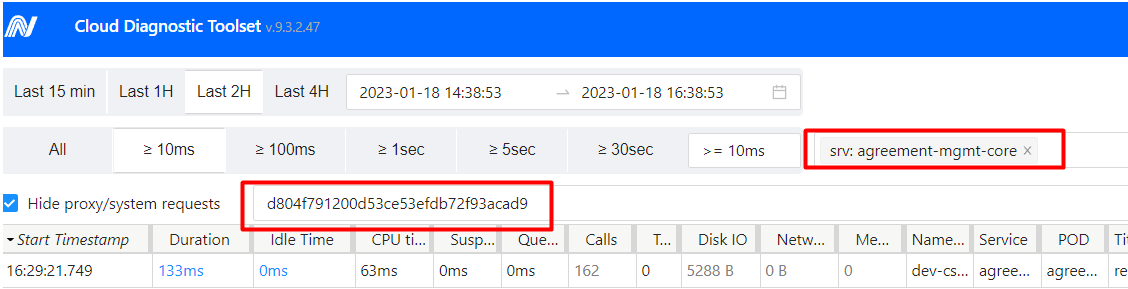 Cloud Diagnostic Toolset v.9.3.2.47
Last 15 min Last 1H Last 2H Last 4H 2023-01-18 14:38:53 → 2023-01-18 16:38:53
All ≥ 10ms ≥ 100ms ≥ 1sec ≥ 5sec ≥ 30sec >= 10ms srv: agreement-mgmt-core ×
Hide proxy/system requests d804f791200d53ce53efdb72f93acad9
Start Timestamp Duration Idle Time CPU ti... Susp... Que... Calls T... Disk IO Netw... Me... Name... Service POD Tit
16:29:21.749 133ms 0ms 63ms 0ms 0ms 162 0 5288 B 0 B 0 dev-cs... agree... agree... re